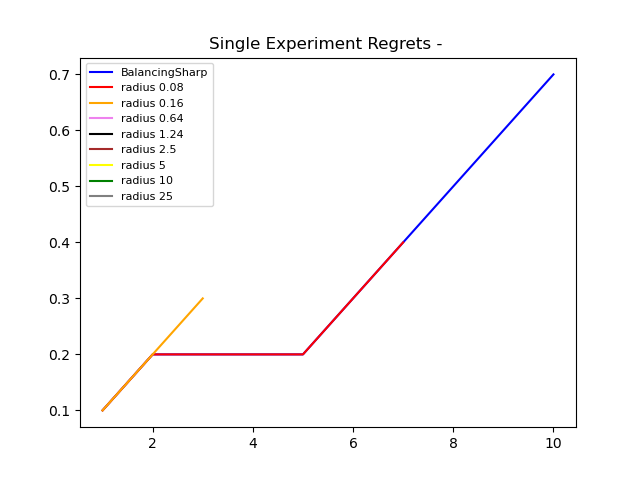 Single Experiment Regrets -
BalancingSharp
radius 0.08
radius 0.16
radius 0.64
radius 1.24
radius 2.5
radius 5
radius 10
radius 25
0.7
0.6
0.5
0.4
0.3
0.2
0.1
2 4 6 8 10